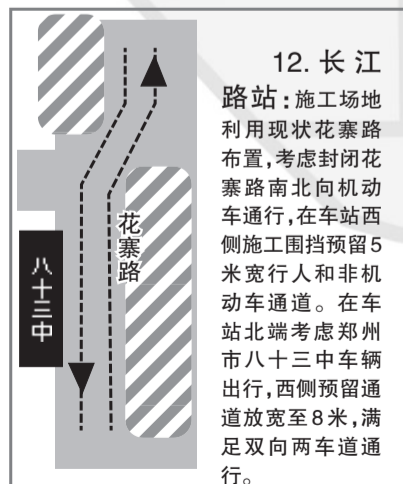 花寨路
八十三中
12. 长江
路站:施工场地
利用现状花寨路
布置,考虑封闭花
寨路南北向机动
车通行,在车站西
侧施工围挡预留5
米宽行人和非机
动车通道。在车
站北端考虑郑州
市八十三中车辆
出行,西侧预留通
道放宽至8米,满
足双向两车道通
行。